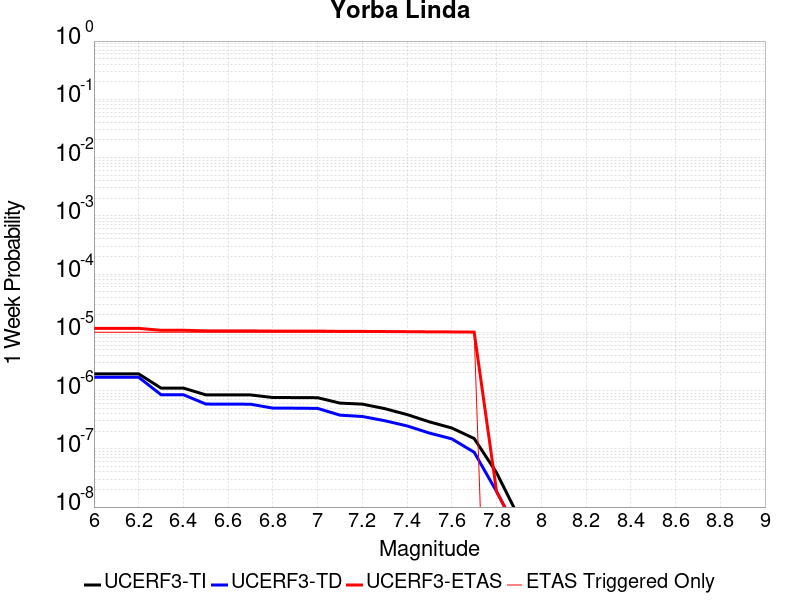 Yorba Linda
10^0
10^-1
10^-2
10^-3
10^-4
10^-5
10^-6
10^-7
10^-8
1 Week Probability
6 6.2 6.4 6.6 6.8 7 7.2 7.4 7.6 7.8 8 8.2 8.4 8.6 8.8 9
Magnitude
UCERF3-TI UCERF3-TD UCERF3-ETAS ETAS Triggered Only